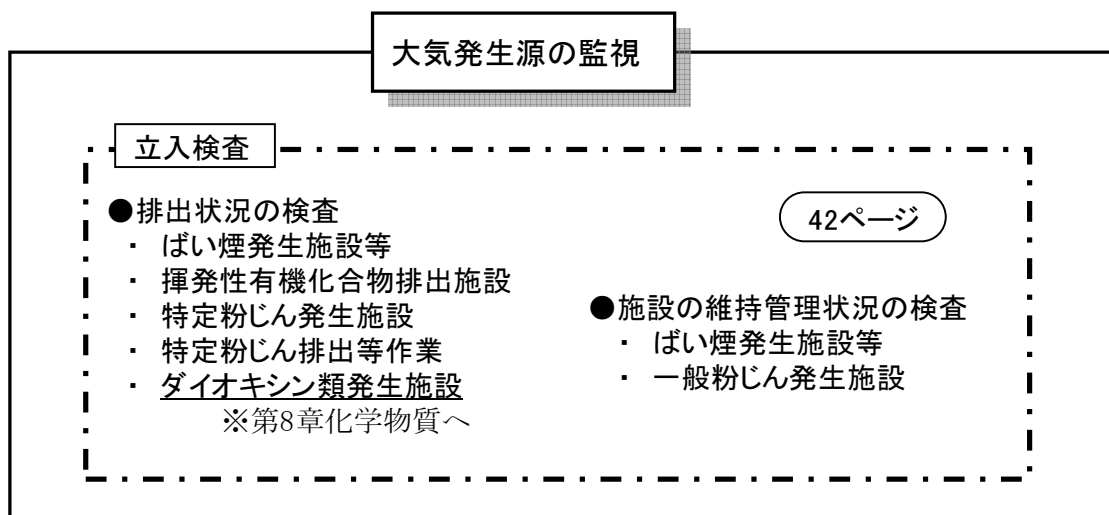 大気発生源の監視
立入検査
●排出状況の検査
・ ばい煙発生施設等
・ 揮発性有機化合物排出施設
・ 特定粉じん発生施設
・ 特定粉じん排出等作業
・ ダイオキシン類発生施設
※第8章化学物質へ
42ページ
●施設の維持管理状況の検査
・ ばい煙発生施設等
・ 一般粉じん発生施設